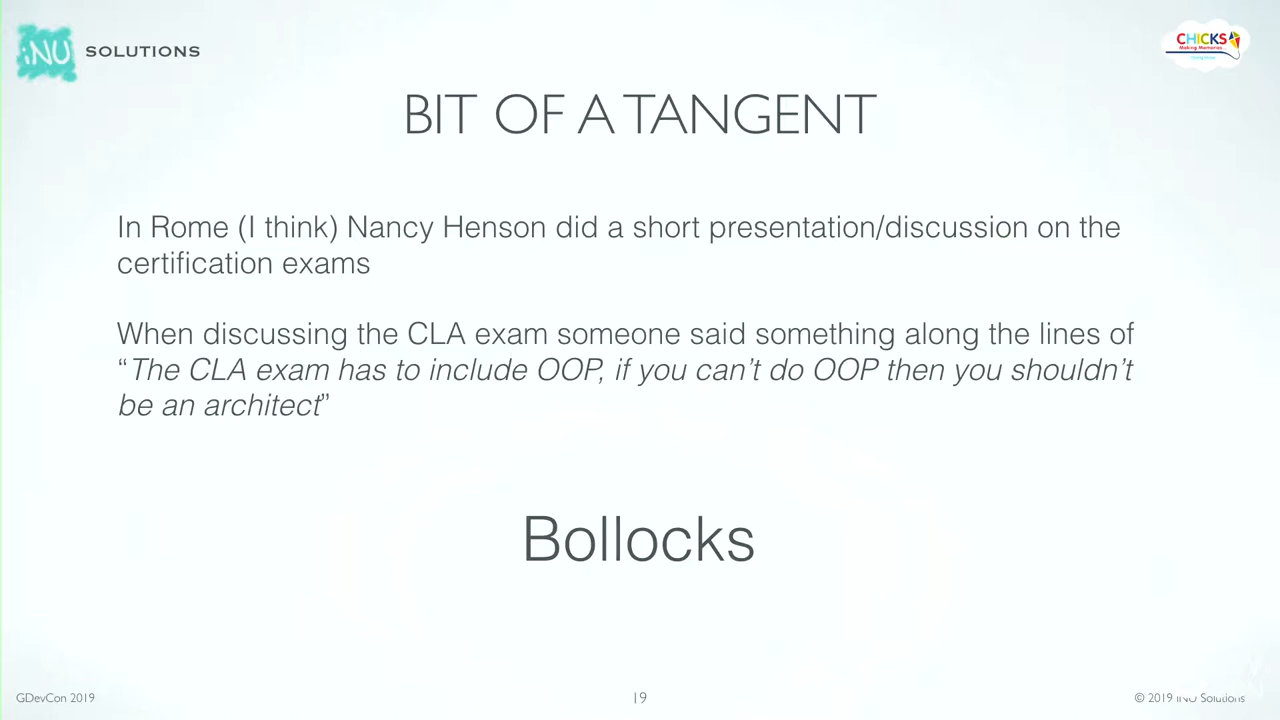 iNU SOLUTIONS
CHICKS
Making Memories...
BIT OF A TANGENT
In Rome (I think) Nancy Henson did a short presentation/discussion on the
certification exams
When discussing the CLA exam someone said something along the lines of
“The CLA exam has to include OOP, if you can’t do OOP then you shouldn’t
be an architect”
Bollocks
GDevCon 2019
19
© 2019 iNU Solutions